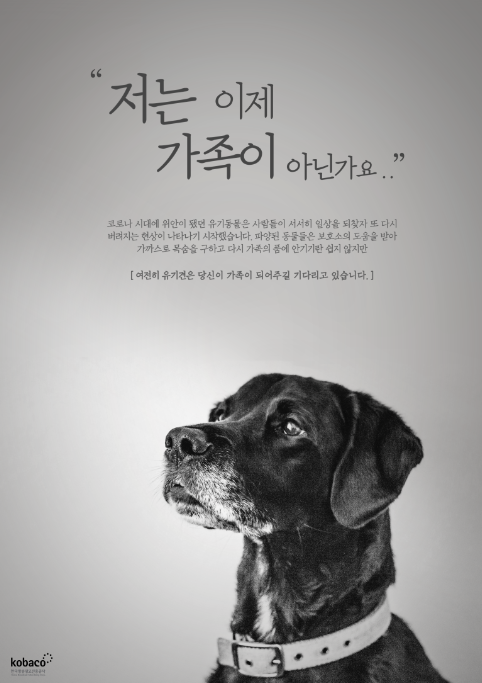 “저는 이제
가족이 아닌가요..”
코로나 시대에 위안이 됐던 유기동물은 사람들이 서서히 일상을 되찾자 또 다시
버려지는 현상이 나타나기 시작했습니다. 파양된 동물들은 보호소의 도움을 받아
가까스로 목숨을 구하고 다시 가족의 품에 안기기란 쉽지 않지만
[ 여전히 유기견은 당신이 가족이 되어주길 기다리고 있습니다. ]
kobaco